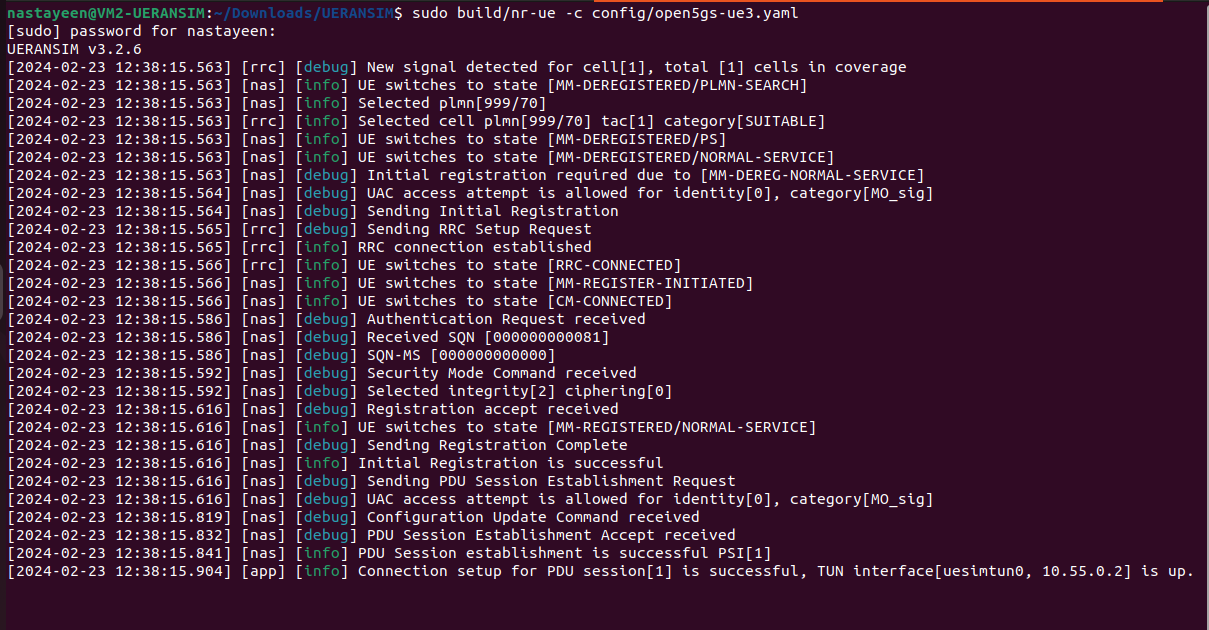 nastayeen@VM2-UERANSIM:~/Downloads/UERANSIM$ sudo build/nr-ue -c config/open5gs-ue3.yaml
[sudo] password for nastayeen:
UERANSIM v3.2.6
[2024-02-23 12:38:15.563] [rrc] [debug] New signal detected for cell[1], total [1] cells in coverage
[2024-02-23 12:38:15.563] [nas] [info] UE switches to state [MM-DEREGISTERED/PLMN-SEARCH]
[2024-02-23 12:38:15.563] [nas] [info] Selected plmn[999/70]
[2024-02-23 12:38:15.563] [rrc] [info] Selected cell plmn[999/70] tac[1] category[SUITABLE]
[2024-02-23 12:38:15.563] [nas] [info] UE switches to state [MM-DEREGISTERED/PS]
[2024-02-23 12:38:15.563] [nas] [info] UE switches to state [MM-DEREGISTERED/NORMAL-SERVICE]
[2024-02-23 12:38:15.563] [nas] [debug] Initial registration required due to [MM-DEREG-NORMAL-SERVICE]
[2024-02-23 12:38:15.564] [nas] [debug] UAC access attempt is allowed for identity[0], category[MO_sig]
[2024-02-23 12:38:15.564] [nas] [debug] Sending Initial Registration
[2024-02-23 12:38:15.565] [rrc] [debug] Sending RRC Setup Request
[2024-02-23 12:38:15.565] [rrc] [info] RRC connection established
[2024-02-23 12:38:15.566] [rrc] [info] UE switches to state [RRC-CONNECTED]
[2024-02-23 12:38:15.566] [nas] [info] UE switches to state [MM-REGISTER-INITIATED]
[2024-02-23 12:38:15.566] [nas] [info] UE switches to state [CM-CONNECTED]
[2024-02-23 12:38:15.586] [nas] [debug] Authentication Request received
[2024-02-23 12:38:15.586] [nas] [debug] Received SQN [000000000081]
[2024-02-23 12:38:15.586] [nas] [debug] SQN-MS [000000000000]
[2024-02-23 12:38:15.592] [nas] [debug] Security Mode Command received
[2024-02-23 12:38:15.592] [nas] [debug] Selected integrity[2] ciphering[0]
[2024-02-23 12:38:15.616] [nas] [debug] Registration accept received
[2024-02-23 12:38:15.616] [nas] [info] UE switches to state [MM-REGISTERED/NORMAL-SERVICE]
[2024-02-23 12:38:15.616] [nas] [debug] Sending Registration Complete
[2024-02-23 12:38:15.616] [nas] [info] Initial Registration is successful
[2024-02-23 12:38:15.616] [nas] [debug] Sending PDU Session Establishment Request
[2024-02-23 12:38:15.616] [nas] [debug] UAC access attempt is allowed for identity[0], category[MO_sig]
[2024-02-23 12:38:15.819] [nas] [debug] Configuration Update Command received
[2024-02-23 12:38:15.832] [nas] [debug] PDU Session Establishment Accept received
[2024-02-23 12:38:15.841] [nas] [info] PDU Session establishment is successful PSI[1]
[2024-02-23 12:38:15.904] [app] [info] Connection setup for PDU session[1] is successful, TUN interface[uesimtun0, 10.55.0.2] is up.